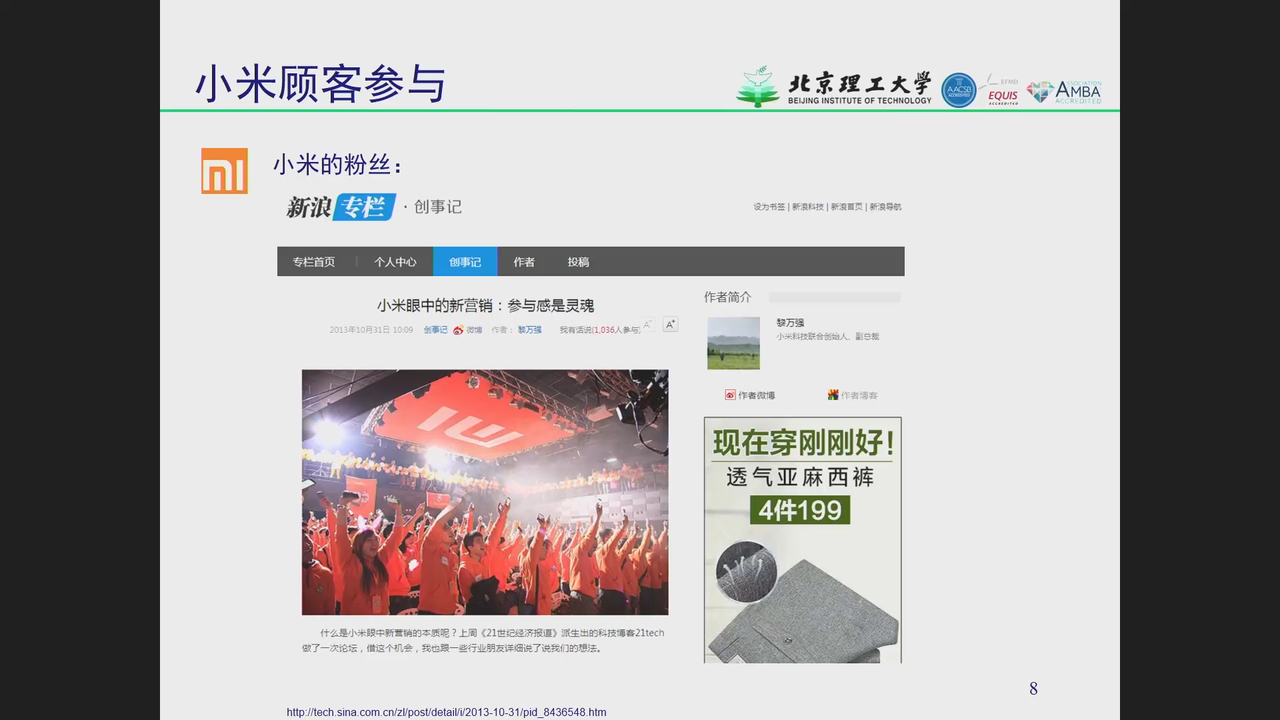 小米顾客参与
北京理工大学
BEIJING INSTITUTE OF TECHNOLOGY
AACSB
ACCREDITED
EFMD
EQUIS
ACCREDITED
ASSOCIATION
AMBA
ACCREDITED
小米的粉丝：
新浪专栏 · 创事记
设为书签 | 新浪科技 | 新浪首页 | 新浪导航
专栏首页 | 个人中心 创事记 作者 投稿
小米眼中的新营销：参与感是灵魂
2013年10月31日 10:09 创事记 微博 作者： 黎万强 我有话说(1,036人参与) A⁻ A⁺
作者简介
黎万强
小米科技联合创始人、副总裁
作者微博 作者博客
现在穿刚刚好！
透气亚麻西裤
4件199
什么是小米眼中新营销的本质呢？上周《21世纪经济报道》派生出的科技博客21tech
做了一次论坛，借这个机会，我也跟一些行业朋友详细说了说我们的想法。
8
http://tech.sina.com.cn/zl/post/detail/i/2013-10-31/pid_8436548.htm